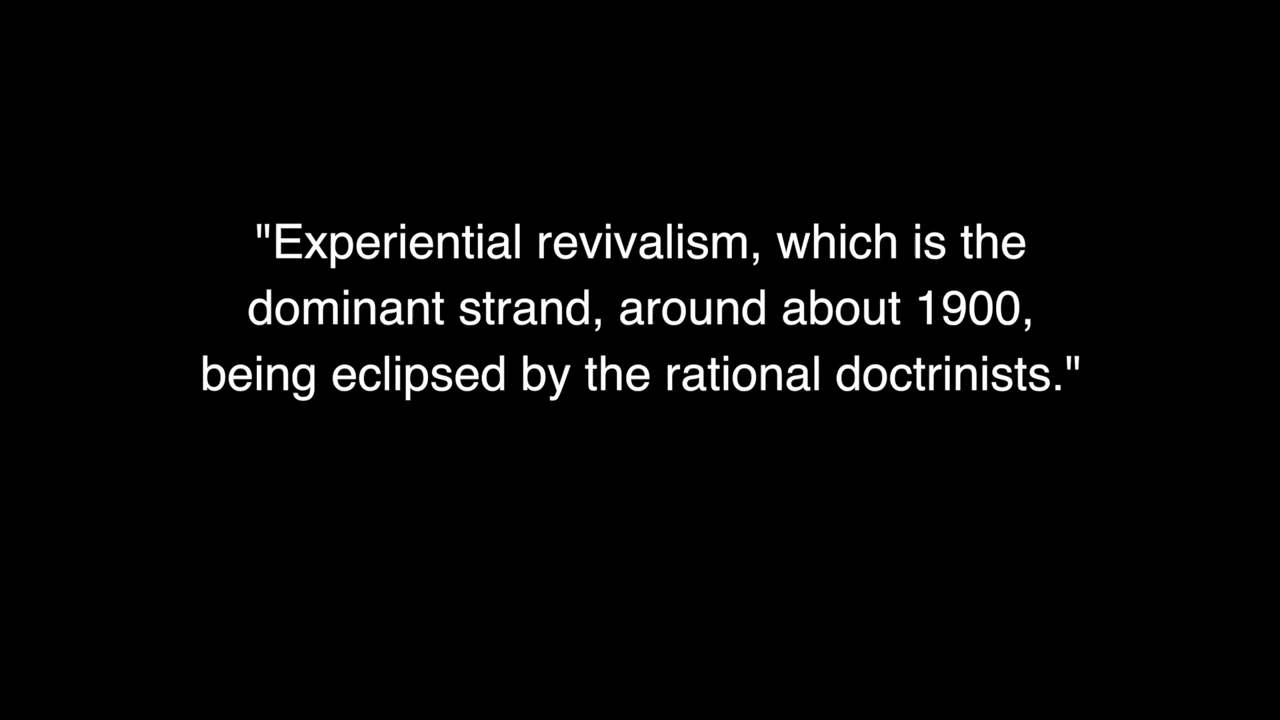 "Experiential revivalism, which is the
dominant strand, around about 1900,
being eclipsed by the rational doctrinists."